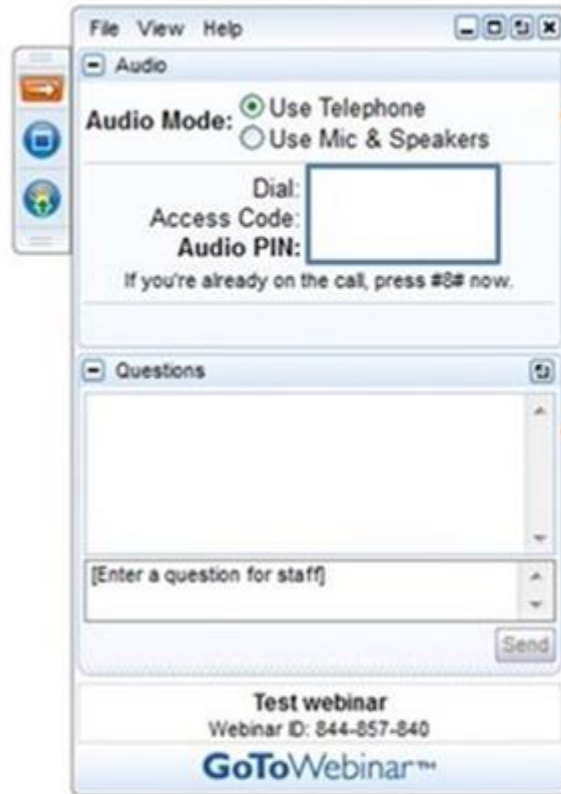 File View Help
Audio
Audio Mode: Use Telephone
Use Mic & Speakers
Dial:
Access Code:
Audio PIN:
If you're already on the call, press #8# now.
Questions
[Enter a question for staff]
Send
Test webinar
Webinar ID: 844-857-840
GoToWebinar™